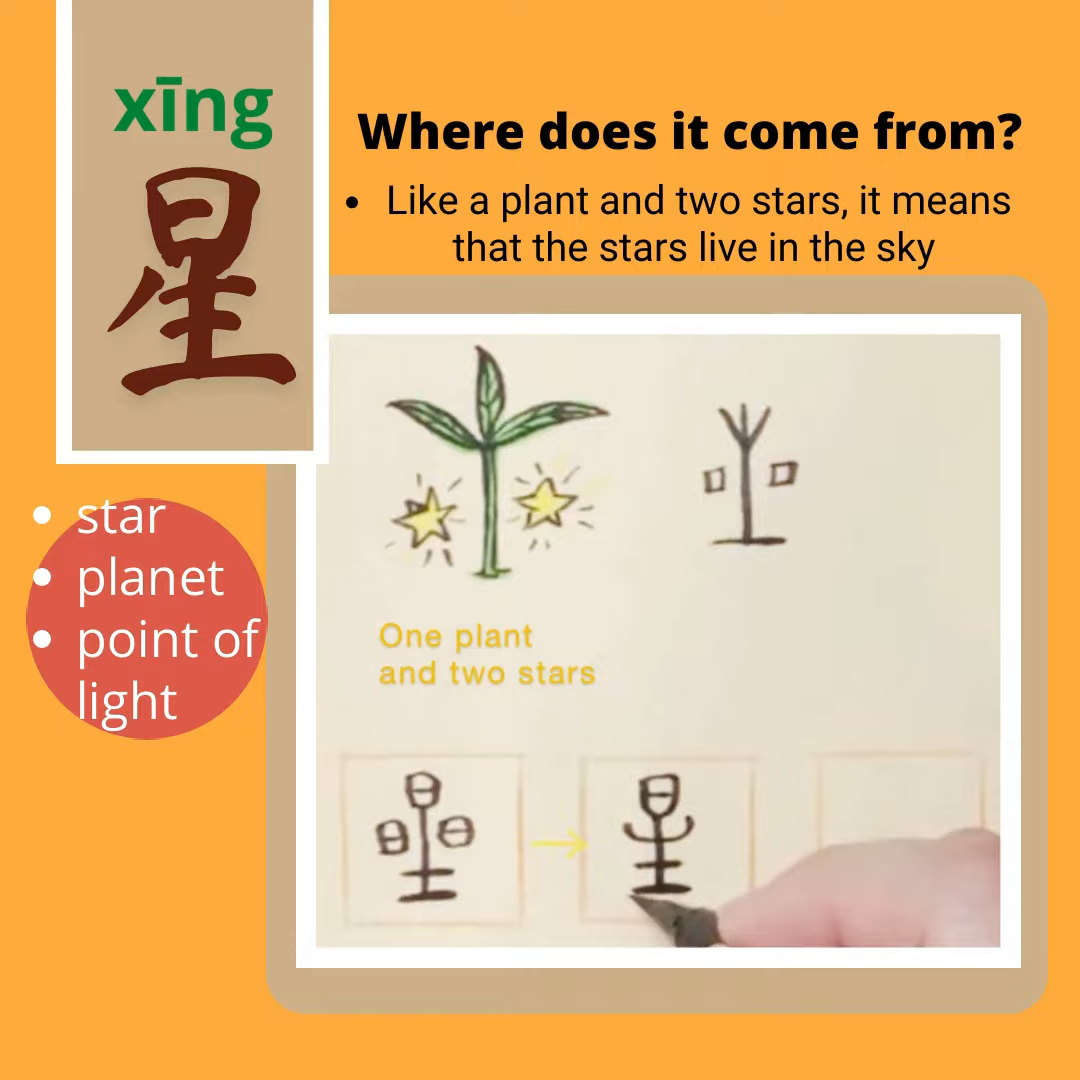 xīng
星
Where does it come from?
• Like a plant and two stars, it means
that the stars live in the sky
• star
• planet
• point of
light
One plant
and two stars